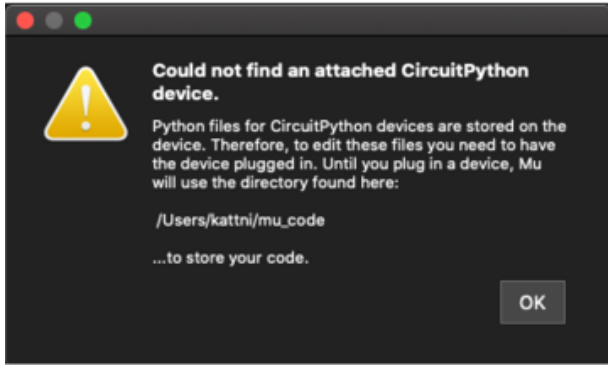 Could not find an attached CircuitPython
device.
Python files for CircuitPython devices are stored on the
device. Therefore, to edit these files you need to have
the device plugged in. Until you plug in a device, Mu
will use the directory found here:
/Users/kattni/mu_code
...to store your code.
OK